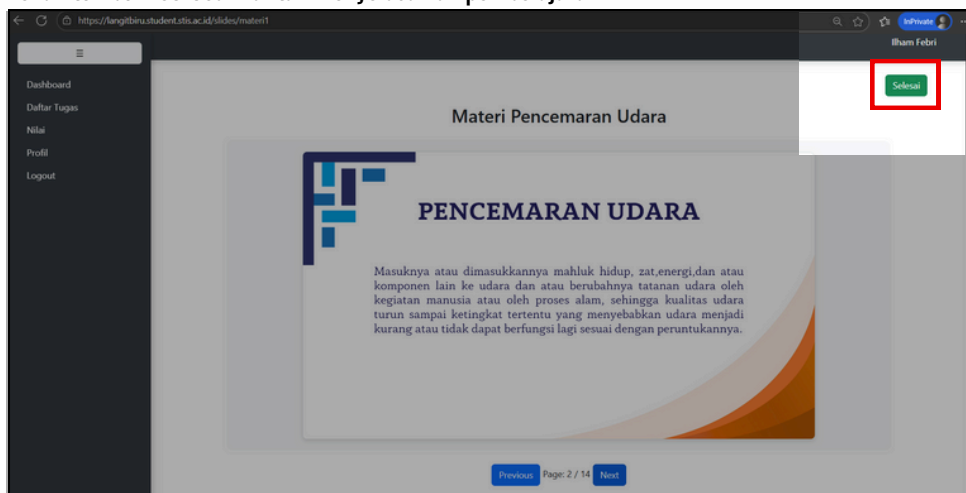 https://langitbiru.student.stis.ac.id/slides/materi1
InPrivate
Ilham Febri
Selesai
Dashboard
Daftar Tugas
Nilai
Profil
Logout
Materi Pencemaran Udara
PENCEMARAN UDARA
Masuknya atau dimasukkannya mahluk hidup, zat,energi,dan atau
komponen lain ke udara dan atau berubahnya tatanan udara oleh
kegiatan manusia atau oleh proses alam, sehingga kualitas udara
turun sampai ketingkat tertentu yang menyebabkan udara menjadi
kurang atau tidak dapat berfungsi lagi sesuai dengan peruntukannya.
Previous Page: 2 / 14 Next